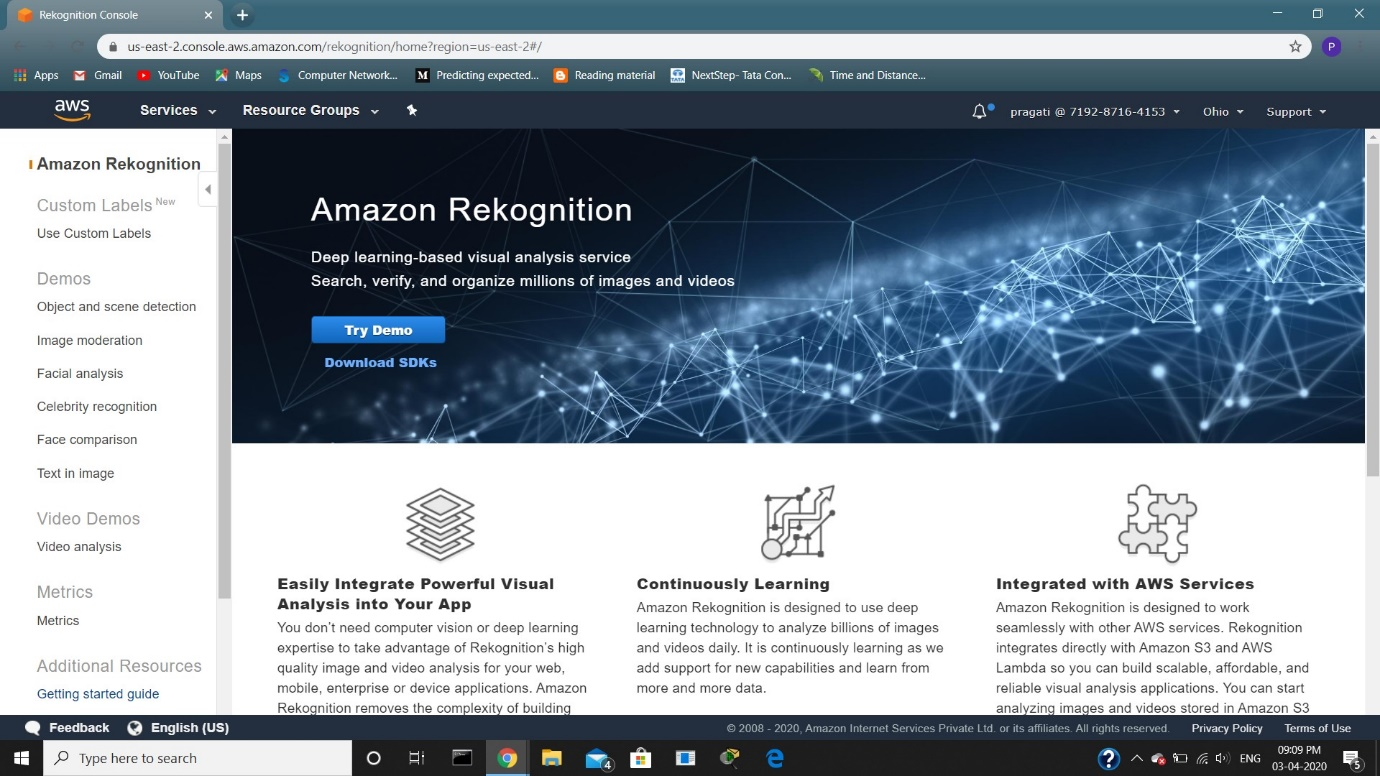 Rekognition Console
us-east-2.console.aws.amazon.com/rekognition/home?region=us-east-2#/
P
Apps
Gmail
YouTube
Maps
Computer Network...
Predicting expected...
Reading material
NextStep- Tata Con...
Time and Distance...
aws
Services
Resource Groups
pragati @ 7192-8716-4153
Ohio
Support
Amazon Rekognition
Custom Labels New
Use Custom Labels
Demos
Object and scene detection
Image moderation
Facial analysis
Celebrity recognition
Face comparison
Text in image
Video Demos
Video analysis
Metrics
Metrics
Additional Resources
Getting started guide
Amazon Rekognition
Deep learning-based visual analysis service
Search, verify, and organize millions of images and videos
Try Demo
Download SDKs
Easily Integrate Powerful Visual
Analysis into Your App
You don't need computer vision or deep learning
expertise to take advantage of Rekognition's high
quality image and video analysis for your web,
mobile, enterprise or device applications. Amazon
Rekognition removes the complexity of building
Continuously Learning
Amazon Rekognition is designed to use deep
learning technology to analyze billions of images
and videos daily. It is continuously learning as we
add support for new capabilities and learn from
more and more data.
Integrated with AWS Services
Amazon Rekognition is designed to work
seamlessly with other AWS services. Rekognition
integrates directly with Amazon S3 and AWS
Lambda so you can build scalable, affordable, and
reliable visual analysis applications. You can start
analyzing images and videos stored in Amazon S3
Feedback
English (US)
© 2008 - 2020, Amazon Internet Services Private Ltd. or its affiliates. All rights reserved.
Privacy Policy
Terms of Use
Type here to search
4
ENG
09:09 PM
03-04-2020
5